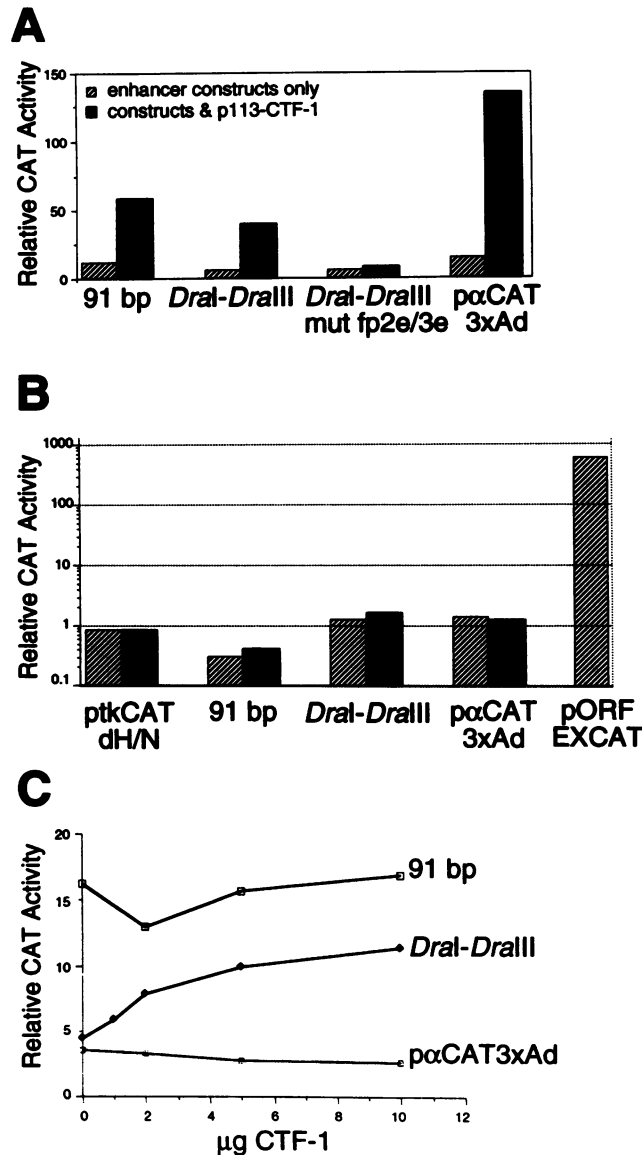 A
Relative CAT Activity
150
100
50
0
enhancer constructs only
constructs & p113-CTF-1
91 bp
DraI-DraIII
DraI-DraIII
mut fp2e/3e
pαCAT
3xAd
B
Relative CAT Activity
1000
100
10
1
0.1
ptkCAT
dH/N
91 bp
DraI-DraIII
pαCAT
3xAd
pORF
EXCAT
C
Relative CAT Activity
20
15
10
5
0
91 bp
DraI-DraIII
pαCAT3xAd
0 2 4 6 8 10 12
µg CTF-1